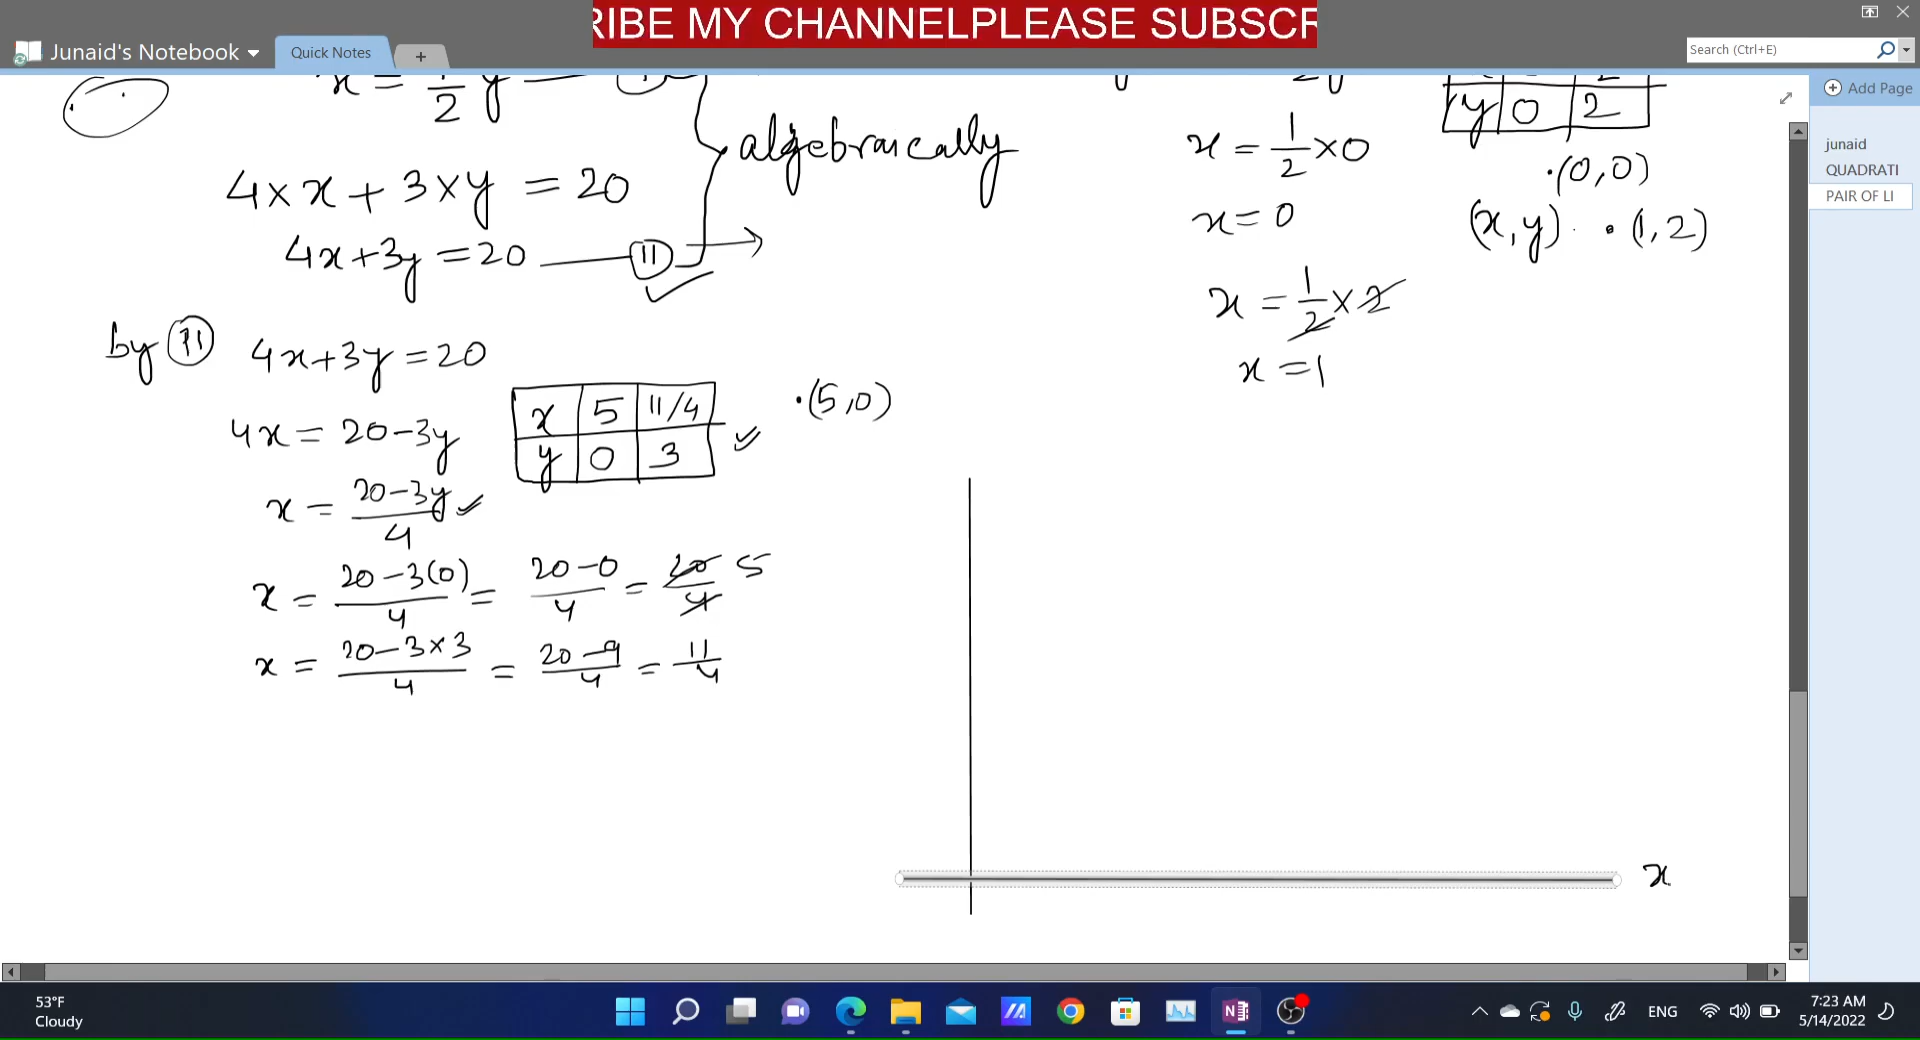 RIBE MY CHANNELPLEASE SUBSCR
Junaid's Notebook
Quick Notes
+
Search (Ctrl+E)
Add Page
junaid
QUADRATI
PAIR OF LI
4 × x + 3 × y = 20
4x + 3y = 20 — (II)
algebraically
by (II) 4x + 3y = 20
4x = 20 - 3y
x = (20 - 3y)/4
x = (20 - 3(0))/4 = (20 - 0)/4 = 20/4 5
x = (20 - 3 × 3)/4 = (20 - 9)/4 = 11/4
x 5 11/4
y 0 3
·(5,0)
y 0 2
x = 1/2 × 0
x = 0
·(0,0)
(x,y) · (1,2)
x = 1/2 × 2
x = 1
x
53°F
Cloudy
ENG
7:23 AM
5/14/2022